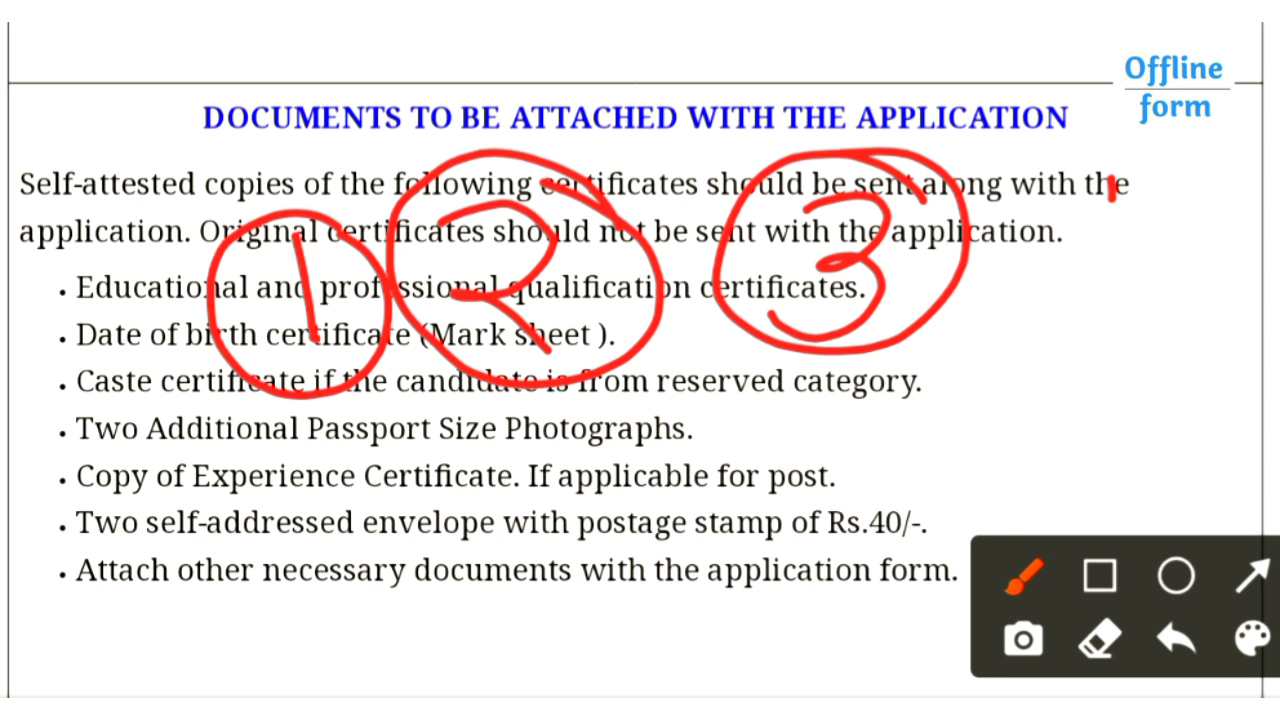 Offline
form
DOCUMENTS TO BE ATTACHED WITH THE APPLICATION
Self-attested copies of the following certificates should be sent along with the
application. Original certificates should not be sent with the application.
• Educational and professional qualification certificates.
• Date of birth certificate (Mark sheet ).
• Caste certificate if the candidate is from reserved category.
• Two Additional Passport Size Photographs.
• Copy of Experience Certificate. If applicable for post.
• Two self-addressed envelope with postage stamp of Rs.40/-.
• Attach other necessary documents with the application form.
1 2 3